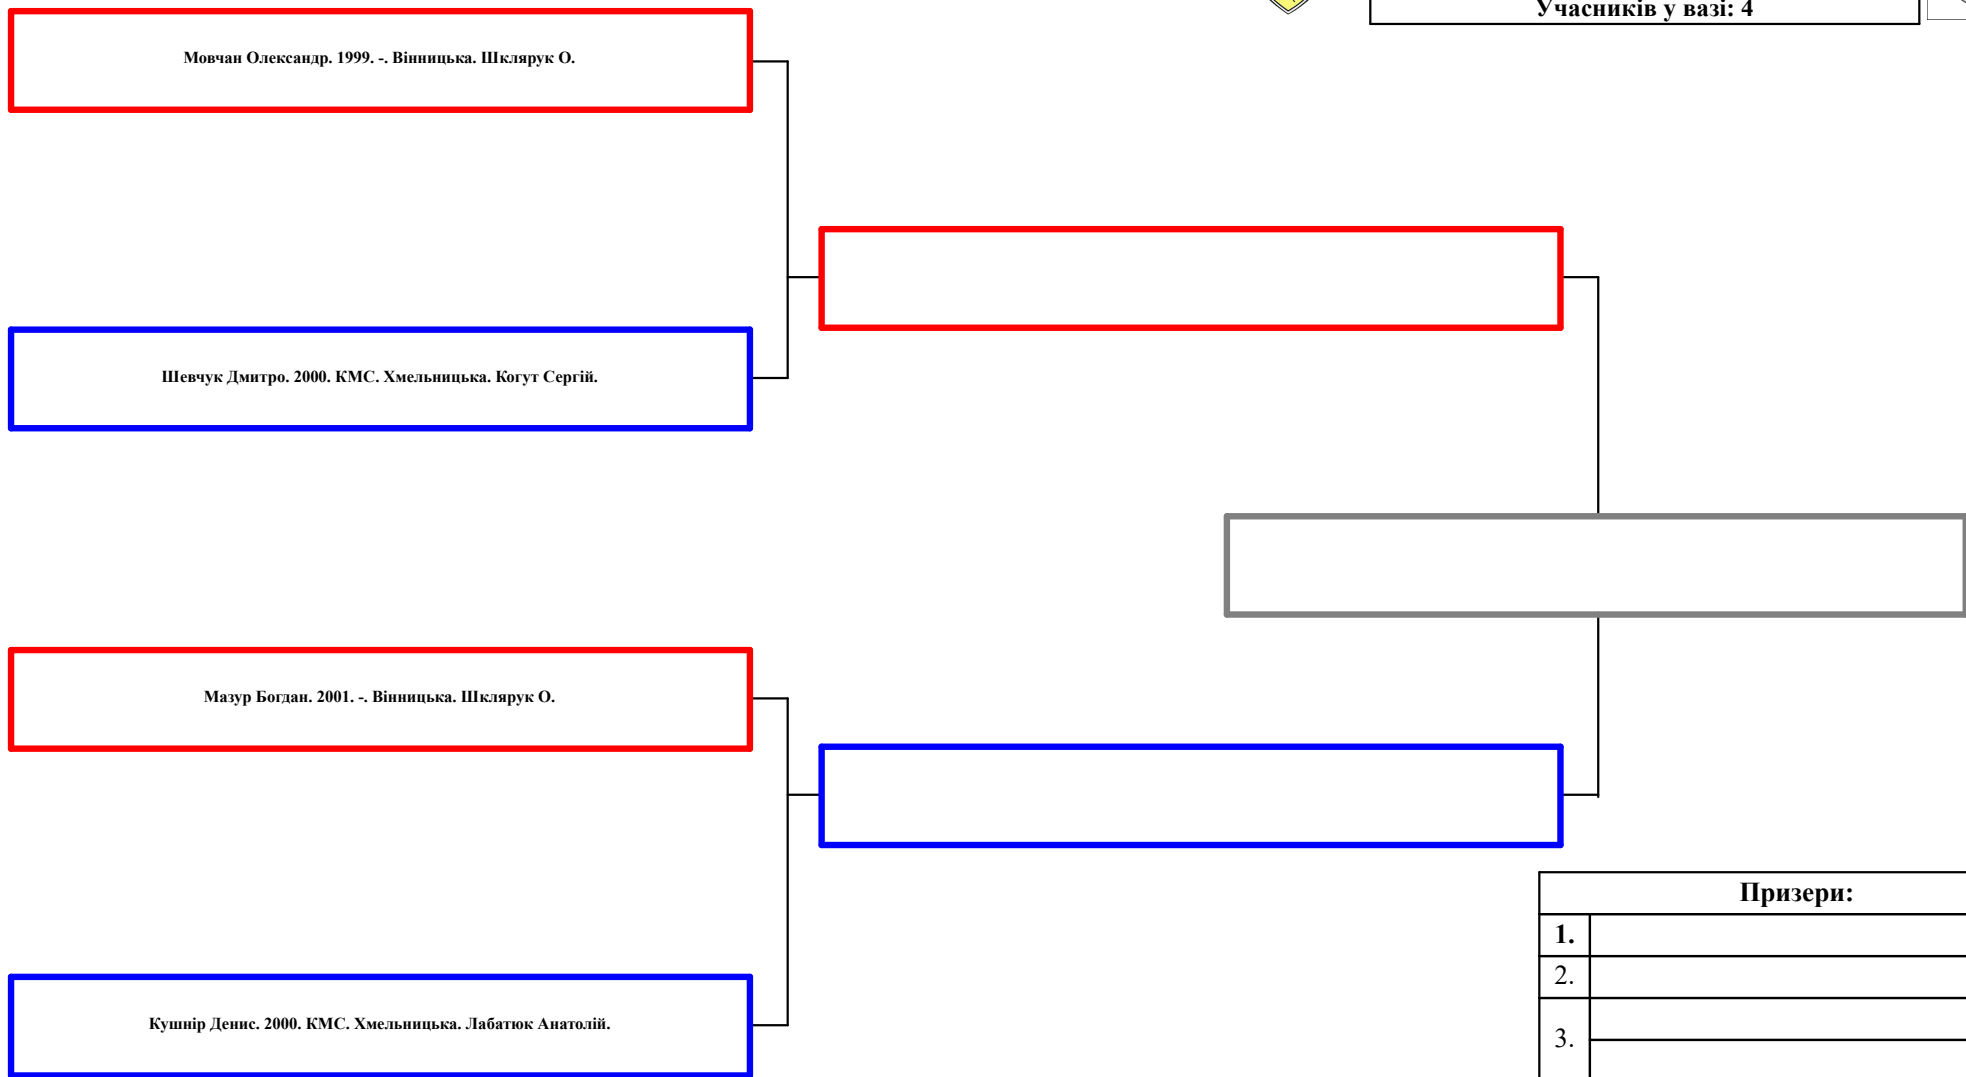 Учасників у вазі: 4
Мовчан Олександр. 1999. -. Вінницька. Шклярук О.
Шевчук Дмитро. 2000. КМС. Хмельницька. Когут Сергій.
Мазур Богдан. 2001. -. Вінницька. Шклярук О.
Кушнір Денис. 2000. КМС. Хмельницька. Лабатюк Анатолій.
Призери:
1.
2.
3.